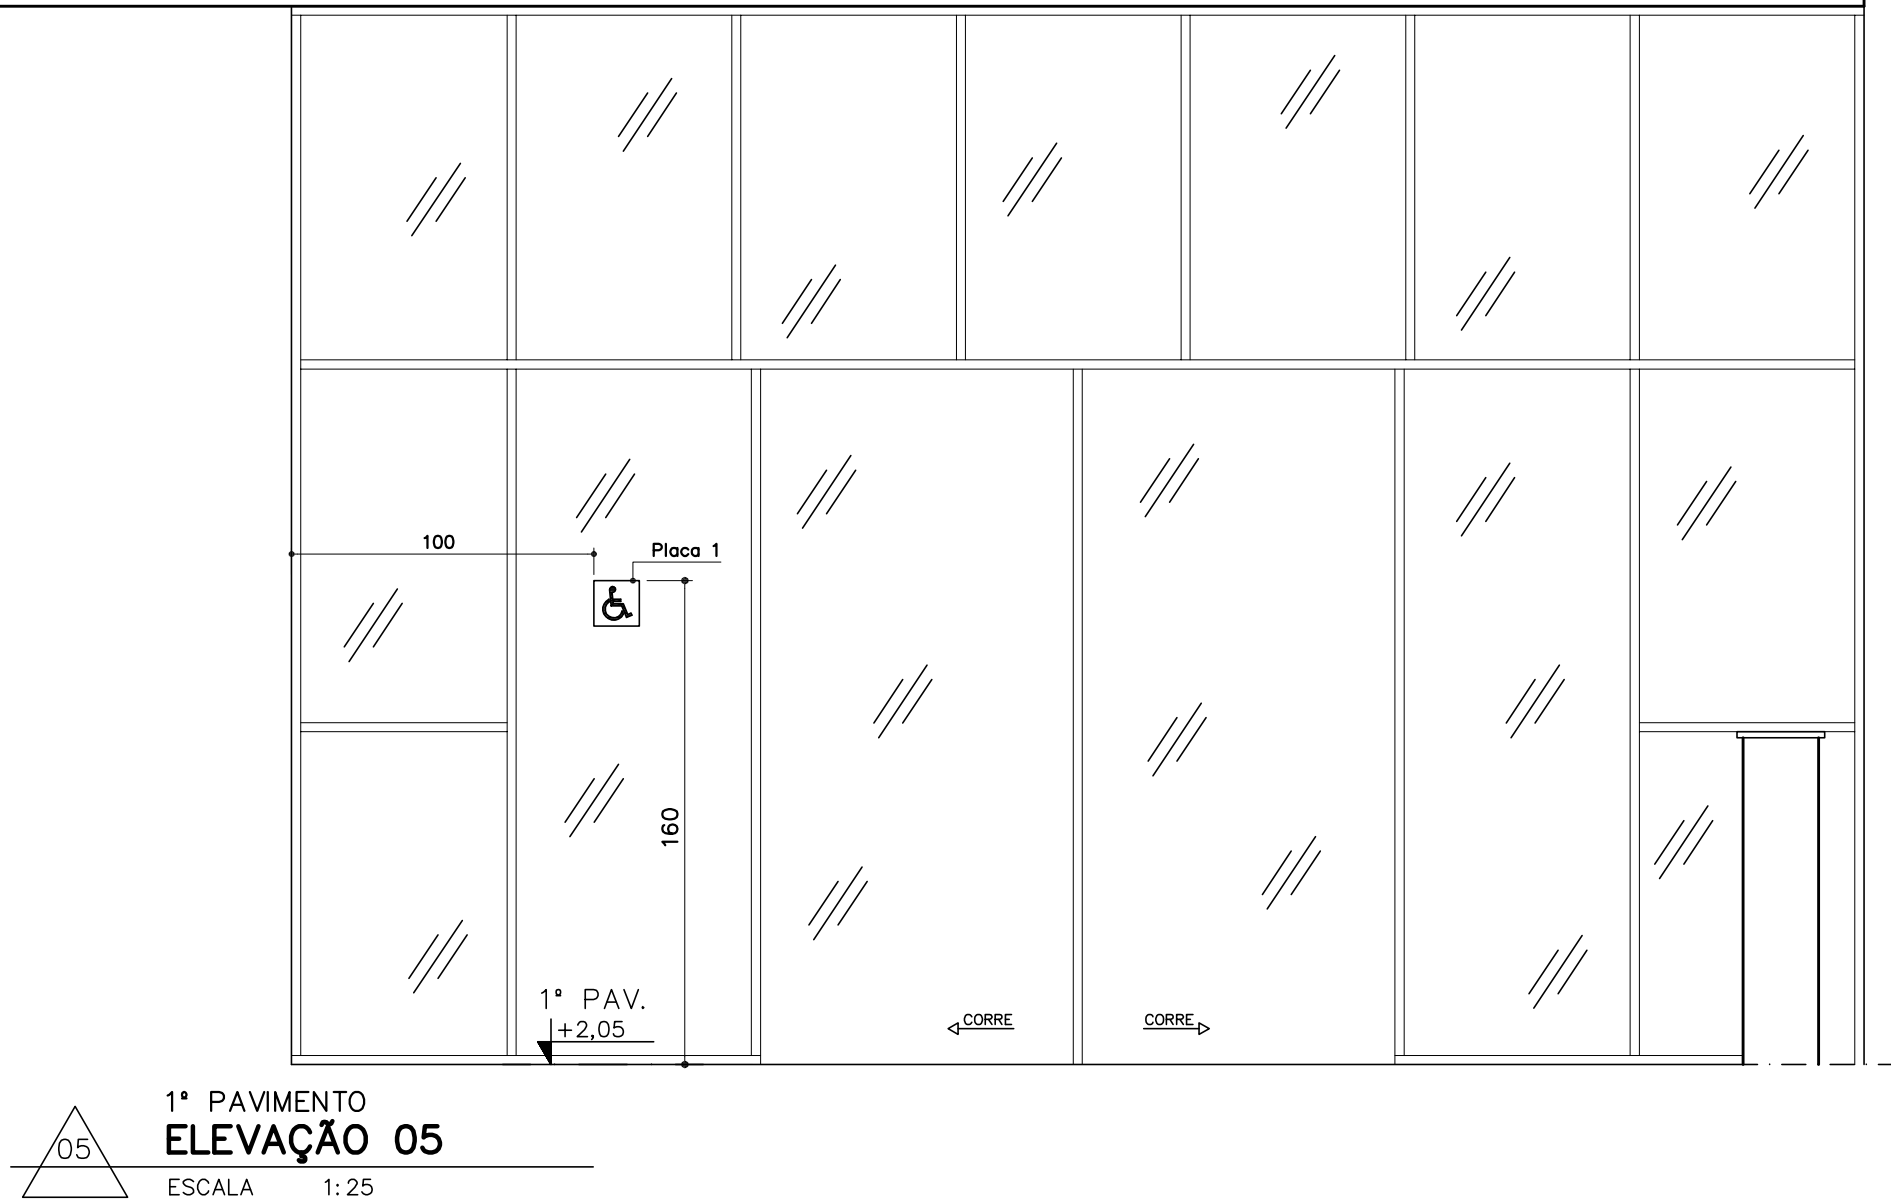 100
Placa 1
160
1º PAV.
+2,05
CORRE
CORRE
1º PAVIMENTO
ELEVAÇÃO 05
05
ESCALA 1:25